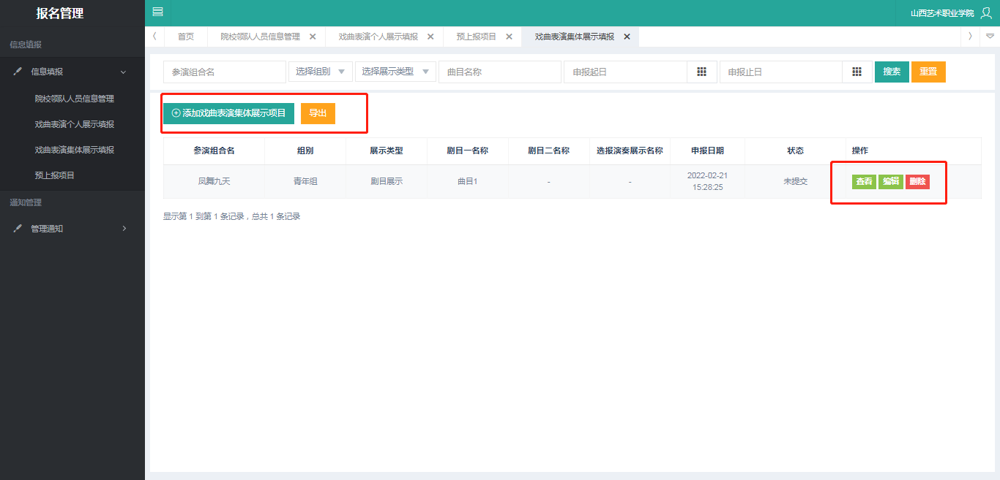 报名管理
山西艺术职业学院
首页
院校领队人员信息管理
戏曲表演个人展示填报
预上报项目
戏曲表演集体展示填报
信息填报
信息填报
院校领队人员信息管理
戏曲表演个人展示填报
戏曲表演集体展示填报
预上报项目
通知管理
管理通知
参演组合名 选择组别 选择展示类型 曲目名称 申报起日 申报止日 搜索 重置
添加戏曲表演集体展示项目 导出
参演组合名 组别 展示类型 剧目一名称 剧目二名称 选报演奏展示名称 申报日期 状态 操作
凤舞九天 青年组 剧目展示 曲目1 - - 2022-02-21 15:28:25 未提交 查看 编辑 删除
显示第 1 到第 1 条记录，总共 1 条记录